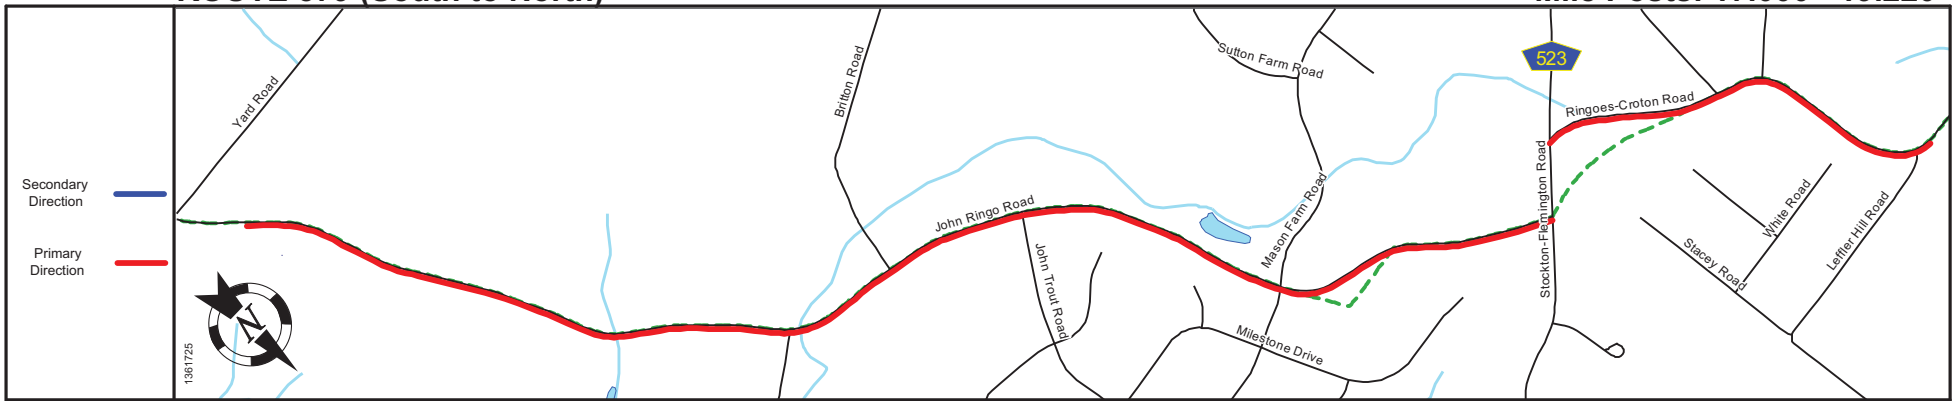 Yard Road
Britton Road
Sutton Farm Road
523
Ringoes-Croton Road
Secondary
Direction
Primary
Direction
John Ringo Road
John Trout Road
Mason Farm Road
Stockton-Flemington Road
White Road
Stacey Road
Leffler Hill Road
Milestone Drive
N
1361725